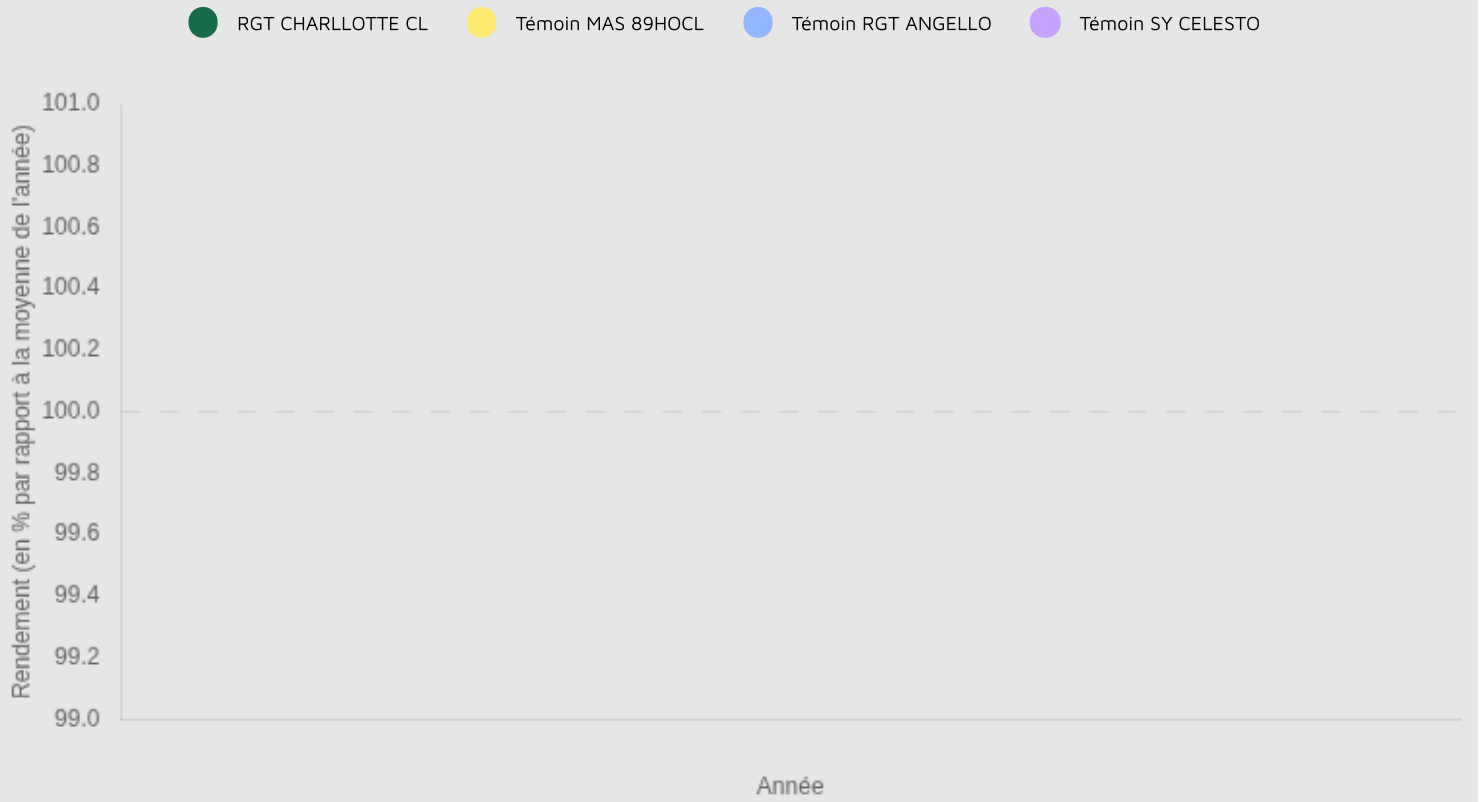 RGT CHARLLOTTE CL
Témoin MAS 89HOCL
Témoin RGT ANGELLO
Témoin SY CELESTO
Rendement (en % par rapport à la moyenne de l'année)
101.0
100.8
100.6
100.4
100.2
100.0
99.8
99.6
99.4
99.2
99.0
Année